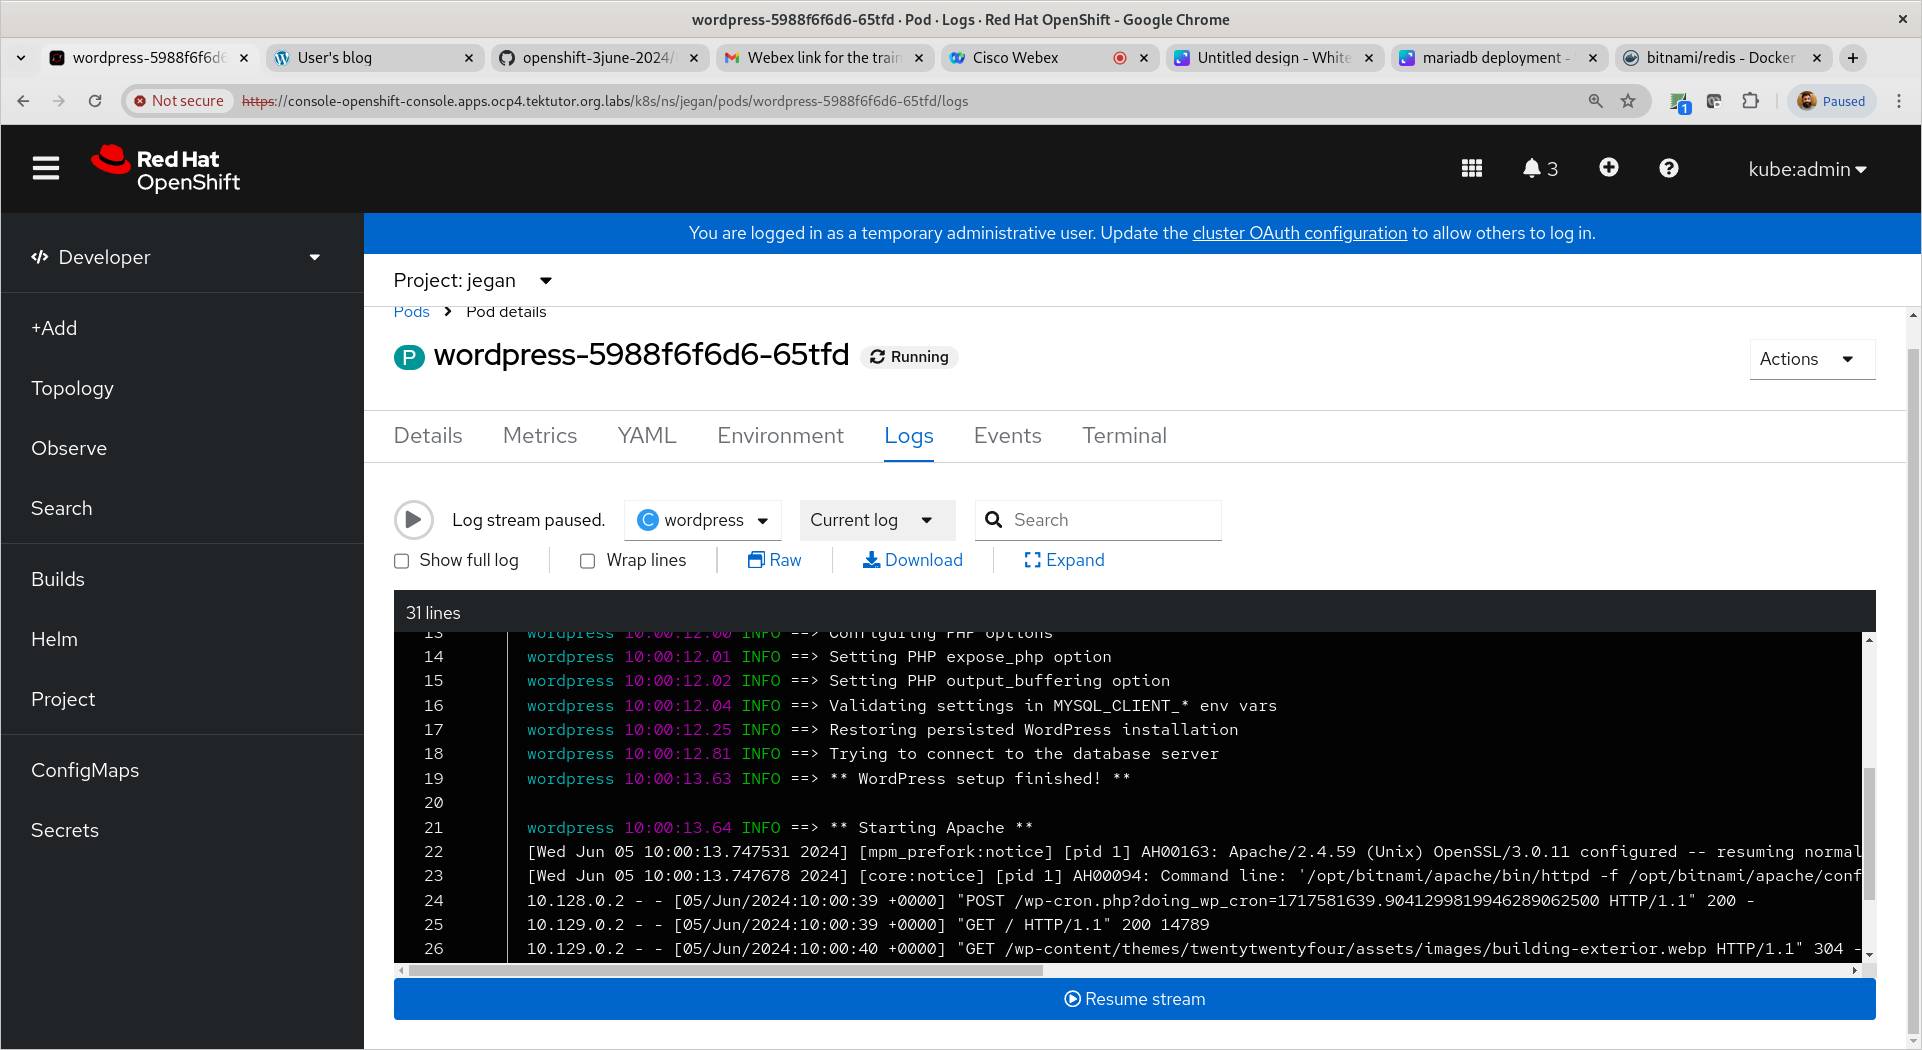 wordpress-5988f6f6d6-65tfd · Pod · Logs · Red Hat OpenShift - Google Chrome
wordpress-5988f6f6d6
User's blog
openshift-3june-2024/
Webex link for the train
Cisco Webex
Untitled design - White
mariadb deployment -
bitnami/redis - Docker
Not secure
https://console-openshift-console.apps.ocp4.tektutor.org.labs/k8s/ns/jegan/pods/wordpress-5988f6f6d6-65tfd/logs
1
Paused
Red Hat
OpenShift
3
kube:admin
You are logged in as a temporary administrative user. Update the cluster OAuth configuration to allow others to log in.
Developer
+Add
Topology
Observe
Search
Builds
Helm
Project
ConfigMaps
Secrets
Project: jegan
Pods > Pod details
P wordpress-5988f6f6d6-65tfd Running
Actions
Details Metrics YAML Environment Logs Events Terminal
Log stream paused. C wordpress Current log Search
Show full log Wrap lines Raw Download Expand
31 lines
13 wordpress 10:00:12.00 INFO ==> Configuring PHP options
14 wordpress 10:00:12.01 INFO ==> Setting PHP expose_php option
15 wordpress 10:00:12.02 INFO ==> Setting PHP output_buffering option
16 wordpress 10:00:12.04 INFO ==> Validating settings in MYSQL_CLIENT_* env vars
17 wordpress 10:00:12.25 INFO ==> Restoring persisted WordPress installation
18 wordpress 10:00:12.81 INFO ==> Trying to connect to the database server
19 wordpress 10:00:13.63 INFO ==> ** WordPress setup finished! **
20
21 wordpress 10:00:13.64 INFO ==> ** Starting Apache **
22 [Wed Jun 05 10:00:13.747531 2024] [mpm_prefork:notice] [pid 1] AH00163: Apache/2.4.59 (Unix) OpenSSL/3.0.11 configured -- resuming normal
23 [Wed Jun 05 10:00:13.747678 2024] [core:notice] [pid 1] AH00094: Command line: '/opt/bitnami/apache/bin/httpd -f /opt/bitnami/apache/conf
24 10.128.0.2 - - [05/Jun/2024:10:00:39 +0000] "POST /wp-cron.php?doing_wp_cron=1717581639.9041299819946289062500 HTTP/1.1" 200 -
25 10.129.0.2 - - [05/Jun/2024:10:00:39 +0000] "GET / HTTP/1.1" 200 14789
26 10.129.0.2 - - [05/Jun/2024:10:00:40 +0000] "GET /wp-content/themes/twentytwentyfour/assets/images/building-exterior.webp HTTP/1.1" 304 -
Resume stream